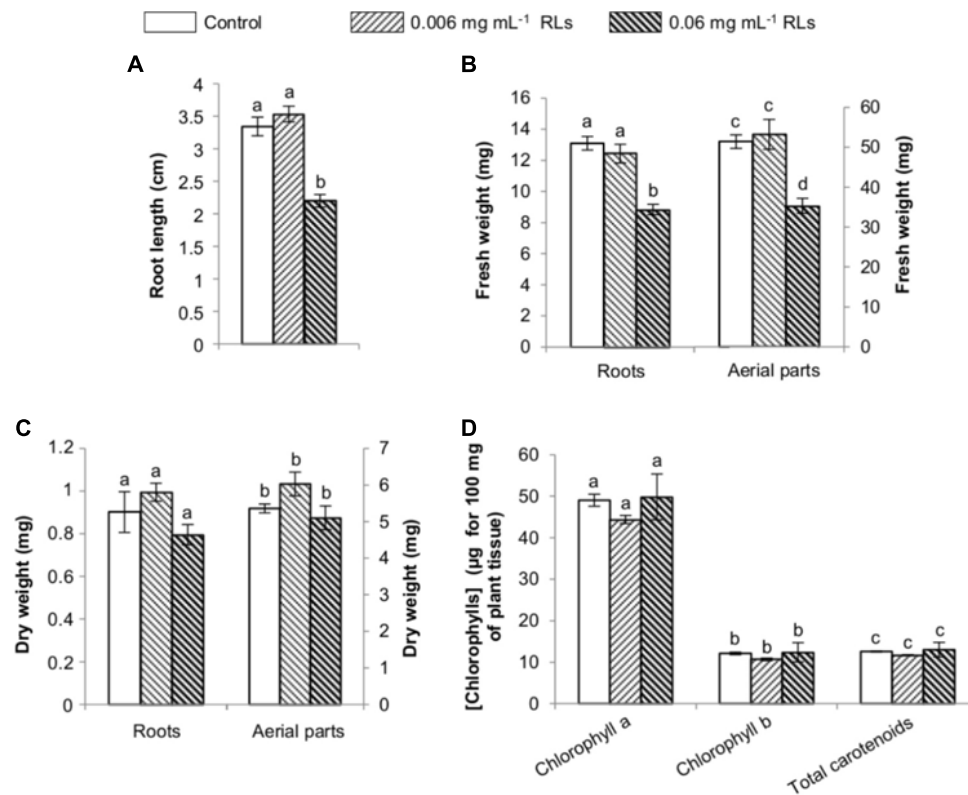 Control 0.006 mg mL⁻¹ RLs 0.06 mg mL⁻¹ RLs
A
Root length (cm)
4
3.5
3
2.5
2
1.5
1
0.5
0
a a b
B
Fresh weight (mg)
16
14
12
10
8
6
4
2
0
a a b c c d
60
50
40
30
20
10
0
Fresh weight (mg)
Roots Aerial parts
C
Dry weight (mg)
1.2
1
0.8
0.6
0.4
0.2
0
a a a b b b
7
6
5
4
3
2
1
0
Dry weight (mg)
Roots Aerial parts
D
[Chlorophylls] (µg for 100 mg
of plant tissue)
60
50
40
30
20
10
0
a a a b b b c c c
Chlorophyll a Chlorophyll b Total carotenoids